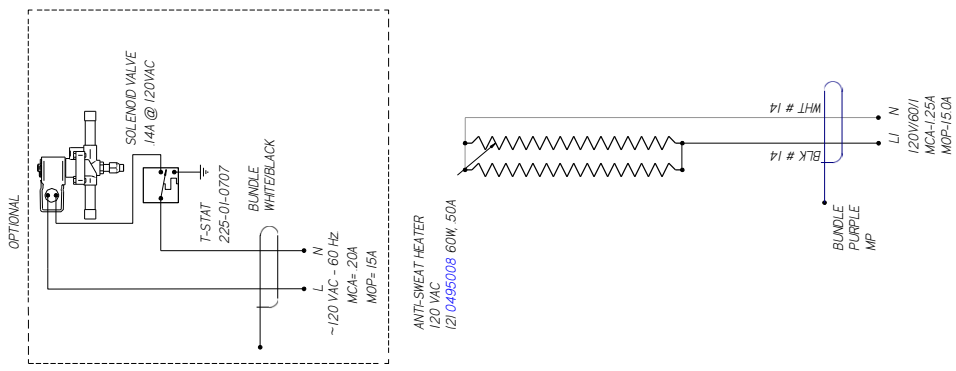 OPTIONAL
SOLENOID VALVE
.14A @ 120VAC
T-STAT
225-01-0707
BUNDLE
WHITE/BLACK
L
N
~120 VAC - 60 Hz
MCA= .20A
MOP= 15A
ANTI-SWEAT HEATER
120 VAC
(2) 0495008 60W, .50A
WHT # 14
BLK # 14
BUNDLE
PURPLE
MP
L1
N
120V/60/1
MCA-1.25A
MOP-15.0A